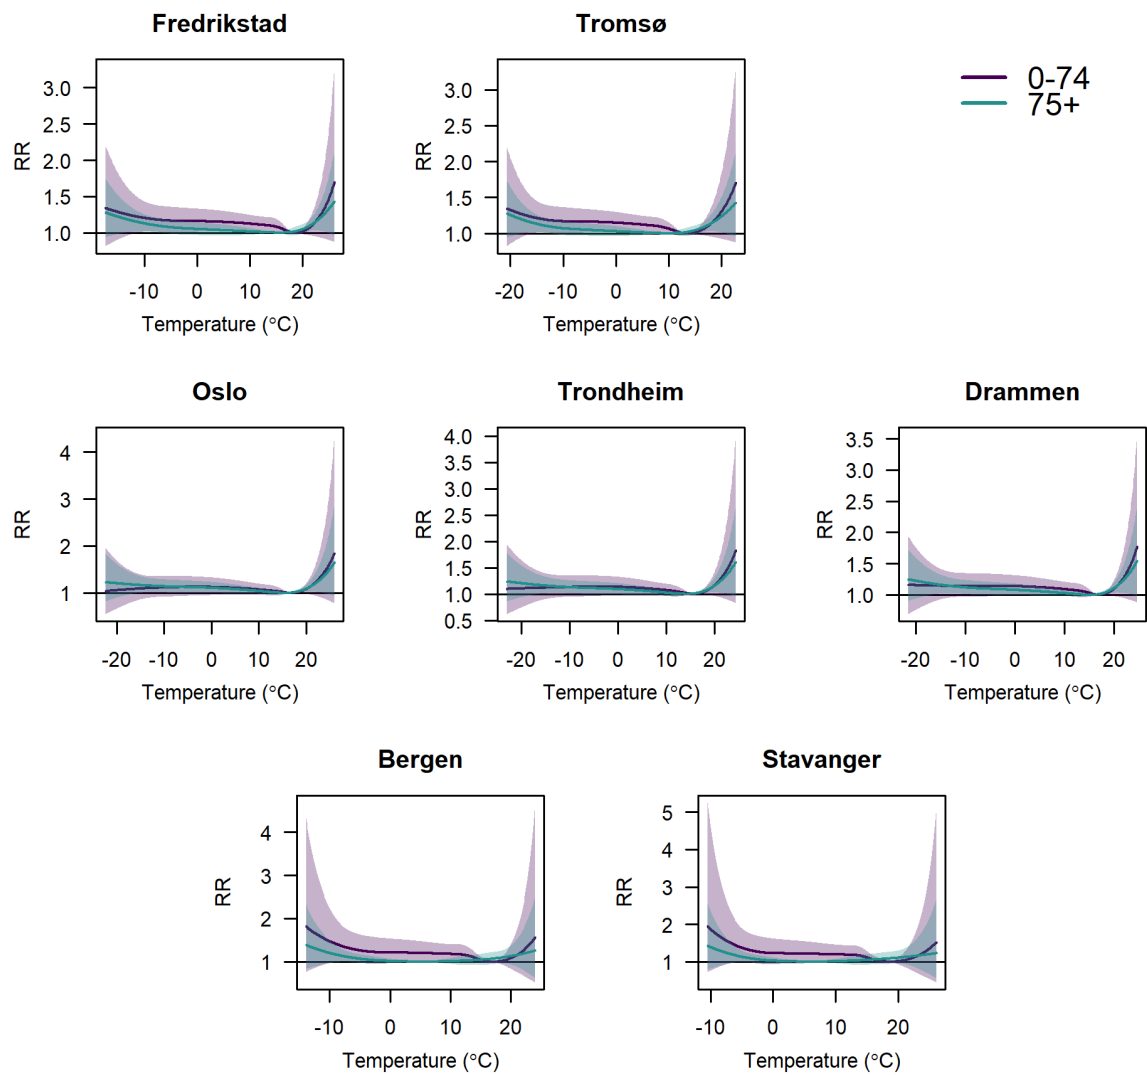 Fredrikstad
3.0
2.5
2.0
1.5
1.0
RR
-10 0 10 20
Temperature (°C)
Tromsø
3.0
2.5
2.0
1.5
1.0
RR
-20 -10 0 10 20
Temperature (°C)
0-74
75+
Oslo
4
3
2
1
RR
-20 -10 0 10 20
Temperature (°C)
Trondheim
4.0
3.5
3.0
2.5
2.0
1.5
1.0
0.5
RR
-20 -10 0 10 20
Temperature (°C)
Drammen
3.5
3.0
2.5
2.0
1.5
1.0
RR
-20 -10 0 10 20
Temperature (°C)
Bergen
4
3
2
1
RR
-10 0 10 20
Temperature (°C)
Stavanger
5
4
3
2
1
RR
-10 0 10 20
Temperature (°C)